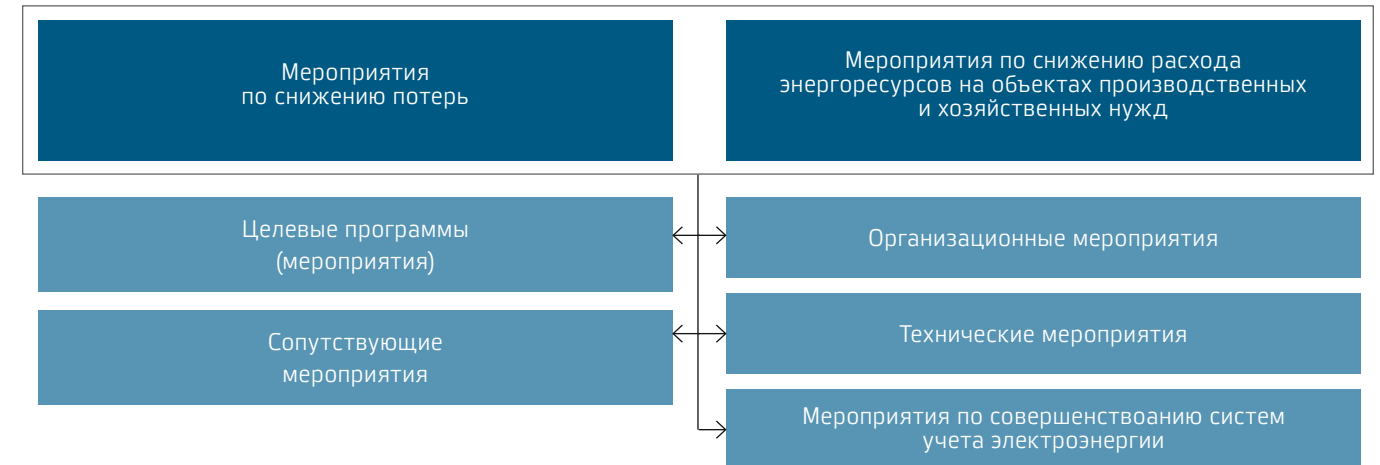 Мероприятия
по снижению потерь
Мероприятия по снижению расхода
энергоресурсов на объектах производственных
и хозяйственных нужд
Целевые программы
(мероприятия)
Сопутствующие
мероприятия
Организационные мероприятия
Технические мероприятия
Мероприятия по совершенствоанию систем
учета электроэнергии